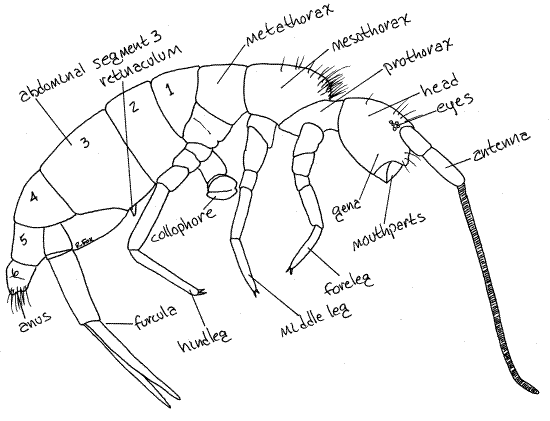 metathorax
mesothorax
prothorax
head
eyes
antenna
abdominal segment 3
retinaculum
1
2
3
4
5
6
collophore
gena
mouthparts
foreleg
middle leg
hindleg
furcula
anus